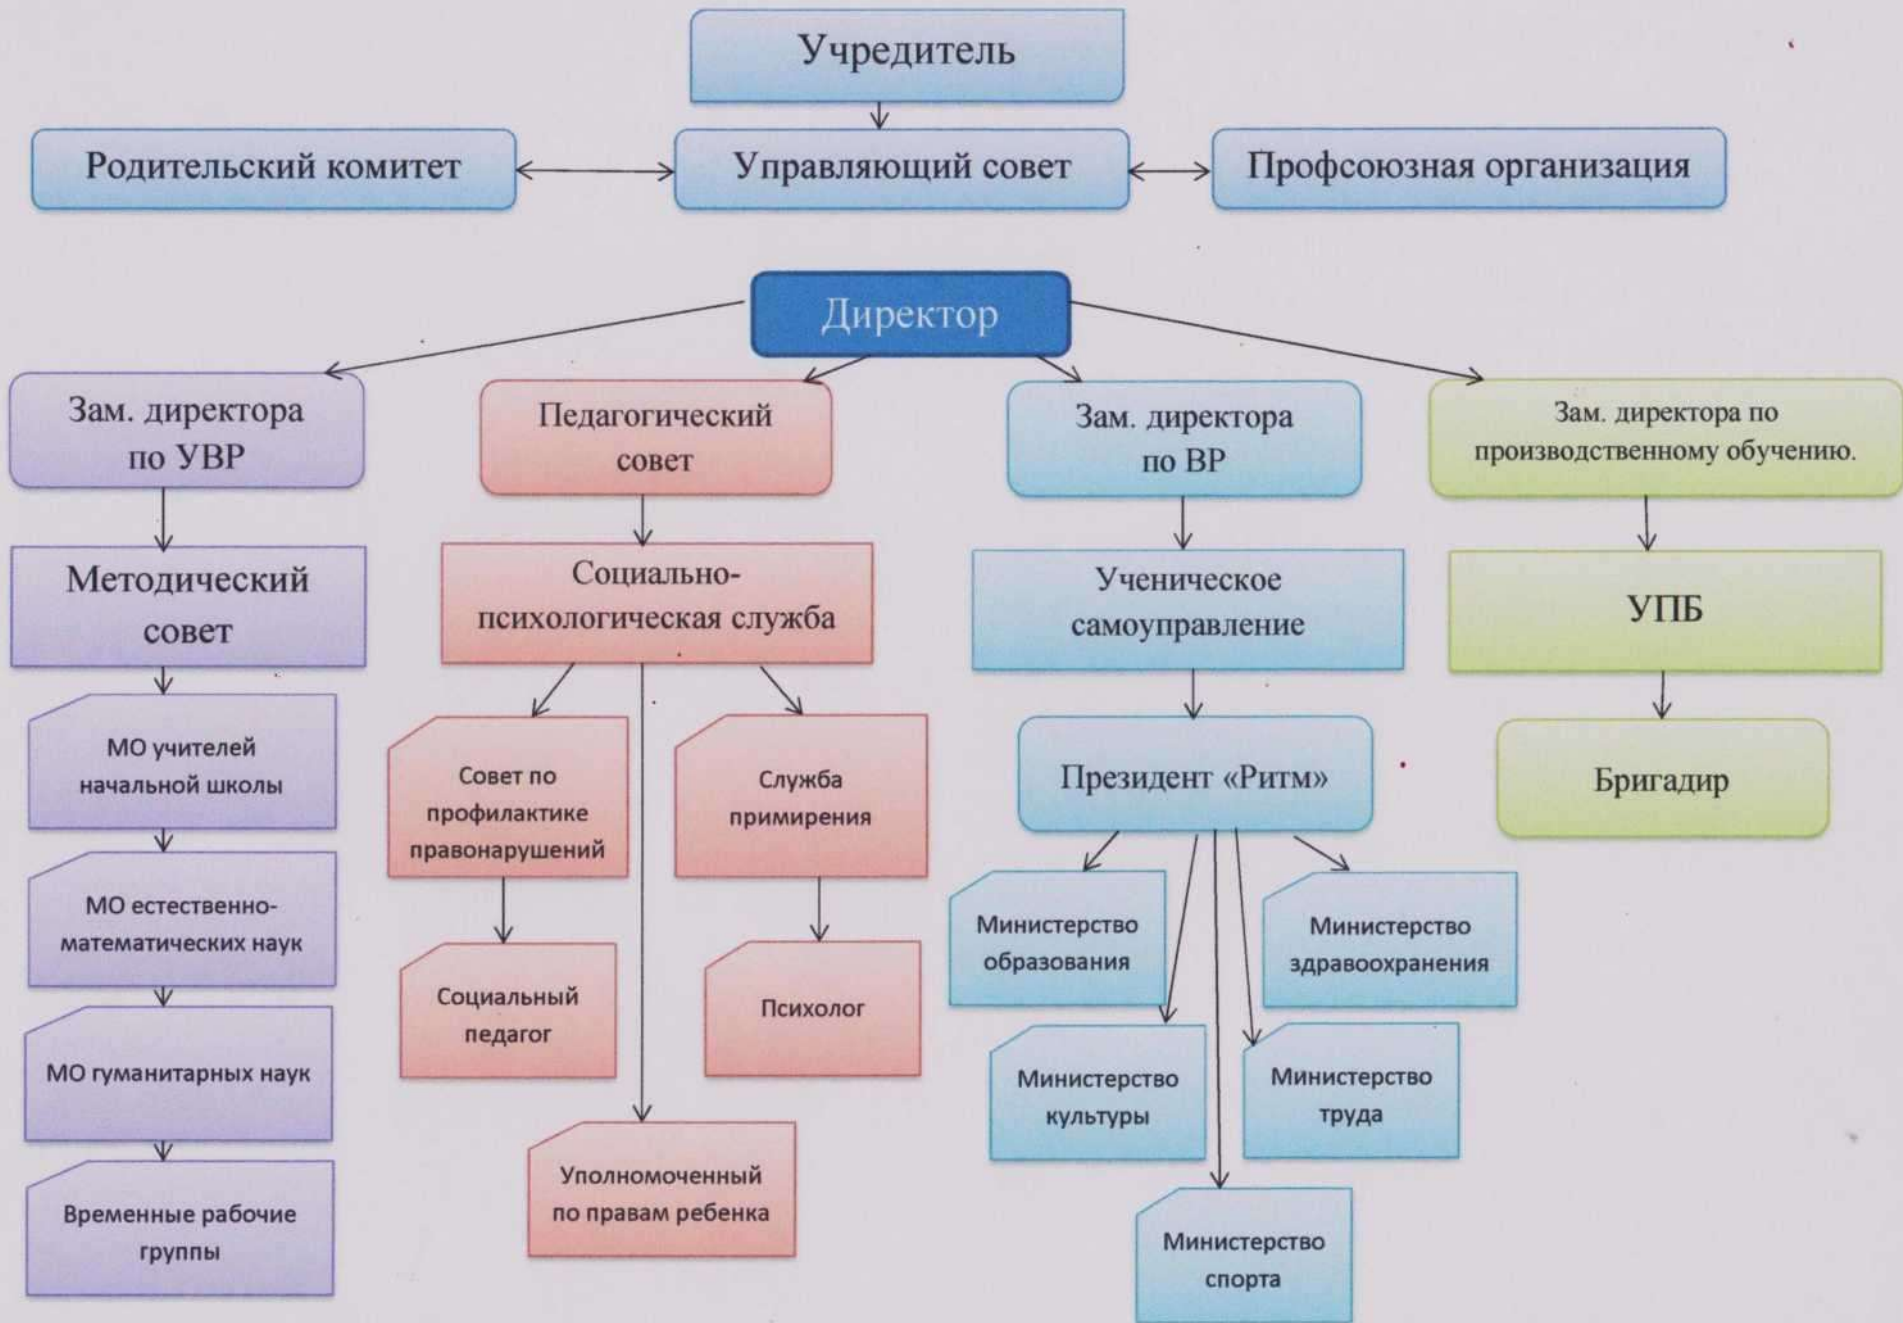 Учредитель
Родительский комитет
Управляющий совет
Профсоюзная организация
Директор
Зам. директора
по УВР
Педагогический
совет
Зам. директора
по ВР
Зам. директора по
производственному обучению.
Методический
совет
Социально-
психологическая служба
Ученическое
самоуправление
УПБ
МО учителей
начальной школы
Совет по
профилактике
правонарушений
Служба
примирения
Президент «Ритм»
Бригадир
МО естественно-
математических наук
Социальный
педагог
Психолог
Министерство
образования
Министерство
здравоохранения
МО гуманитарных наук
Министерство
культуры
Министерство
труда
Временные рабочие
группы
Уполномоченный
по правам ребенка
Министерство
спорта